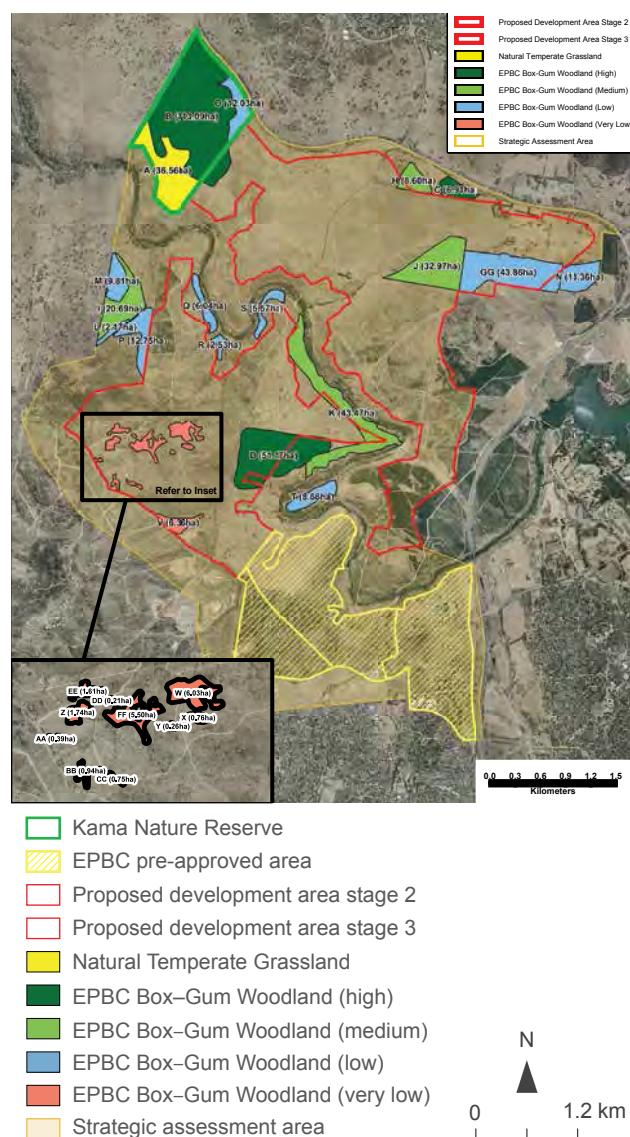 Proposed Development Area Stage 2
Proposed Development Area Stage 3
Natural Temperate Grassland
EPBC Box-Gum Woodland (High)
EPBC Box-Gum Woodland (Medium)
EPBC Box-Gum Woodland (Low)
EPBC Box-Gum Woodland (Very Low
Strategic Assessment Area
A (36.56ha)
C (6.93ha)
J (32.97ha)
GG (43.86ha)
N (11.36ha)
M (9.81ha)
I (20.69ha)
L (2.17ha)
P (12.75ha)
Q (6.04ha)
S (5.57ha)
R (2.53ha)
K (43.47ha)
T (8.66ha)
Refer to Inset
EE (1.61ha)
DD (0.21ha)
W (6.03ha)
Z (1.74ha)
FF (5.50ha)
X (0.76ha)
Y (0.26ha)
AA (0.39ha)
BB (0.94ha)
CC (0.75ha)
0.0 0.3 0.6 0.9 1.2 1.5
Kilometers
Kama Nature Reserve
EPBC pre-approved area
Proposed development area stage 2
Proposed development area stage 3
Natural Temperate Grassland
EPBC Box–Gum Woodland (high)
EPBC Box–Gum Woodland (medium)
EPBC Box–Gum Woodland (low)
EPBC Box–Gum Woodland (very low)
Strategic assessment area
N
0 1.2 km